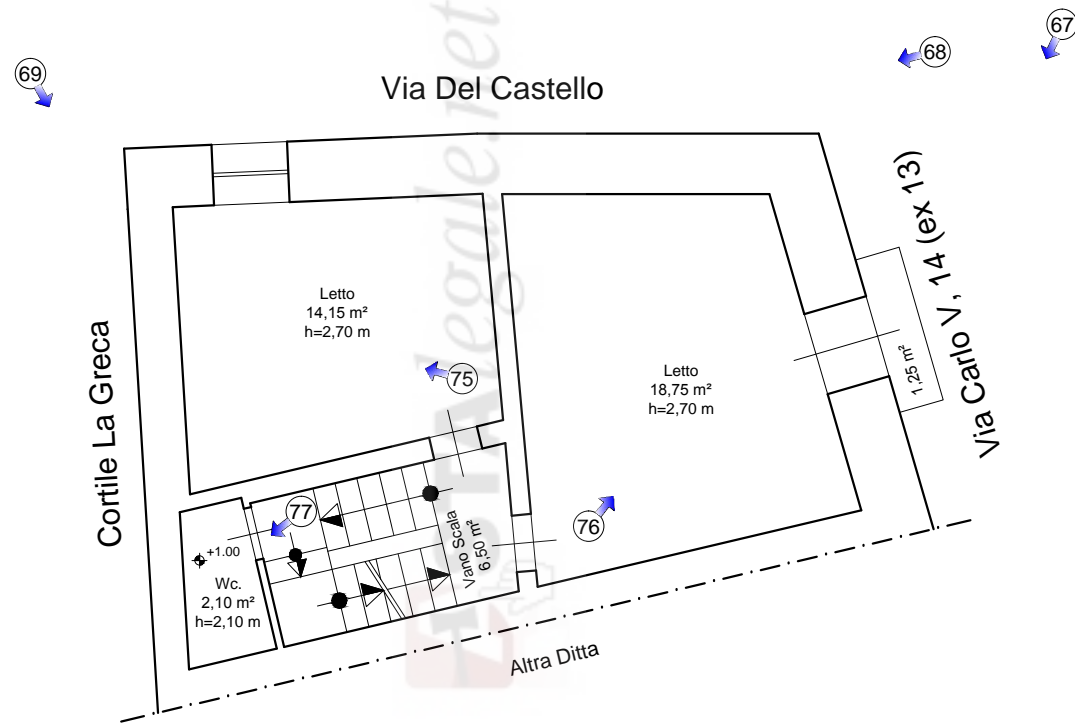 67
68
69
Via Del Castello
Via Carlo V, 14 (ex 13)
Cortile La Greca
Letto
14,15 m²
h=2,70 m
1,25 m²
Letto
18,75 m²
h=2,70 m
75
77
76
Vano Scala
6,50 m²
+1.00
Wc.
2,10 m²
h=2,10 m
Altra Ditta
ASTAlegale.net